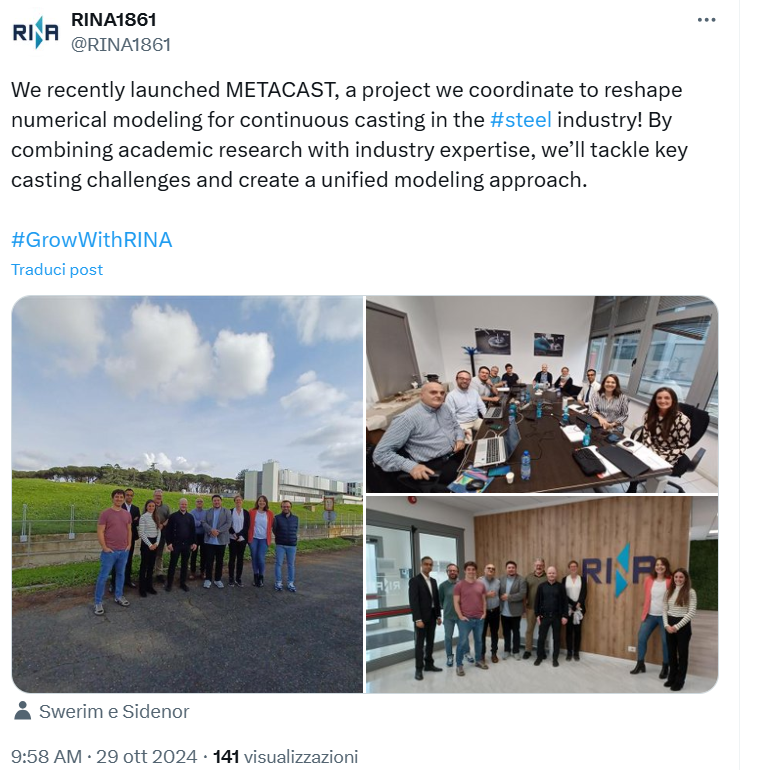 RINA
RINA1861
@RINA1861
We recently launched METACAST, a project we coordinate to reshape
numerical modeling for continuous casting in the #steel industry! By
combining academic research with industry expertise, we’ll tackle key
casting challenges and create a unified modeling approach.
#GrowWithRINA
Traduci post
RINA
Swerim e Sidenor
9:58 AM · 29 ott 2024 · 141 visualizzazioni